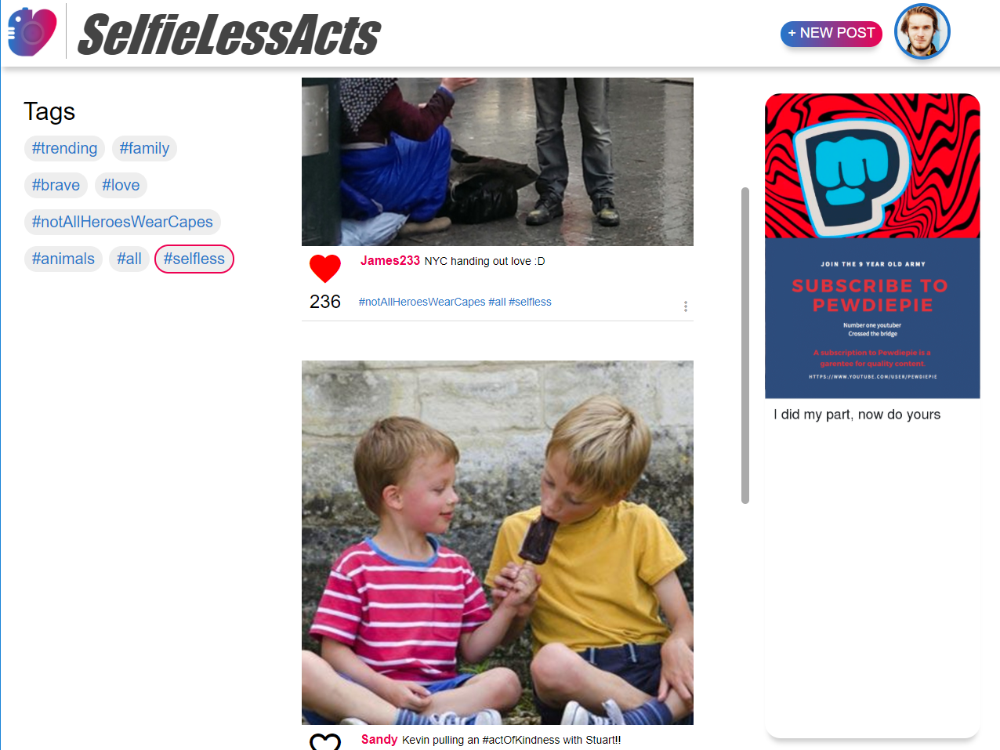 SelfieLessActs
+ NEW POST
Tags
#trending #family
#brave #love
#notAllHeroesWearCapes
#animals #all #selfless
James233 NYC handing out love :D
236
#notAllHeroesWearCapes #all #selfless
Sandy Kevin pulling an #actOfKindness with Stuart!!
JOIN THE 9 YEAR OLD ARMY
SUBSCRIBE TO
PEWDIEPIE
Number one youtuber
Crossed the bridge
A subscription to Pewdiepie is a
garentee for quality content.
HTTPS://WWW.YOUTUBE.COM/USER/PEWDIEPIE
I did my part, now do yours